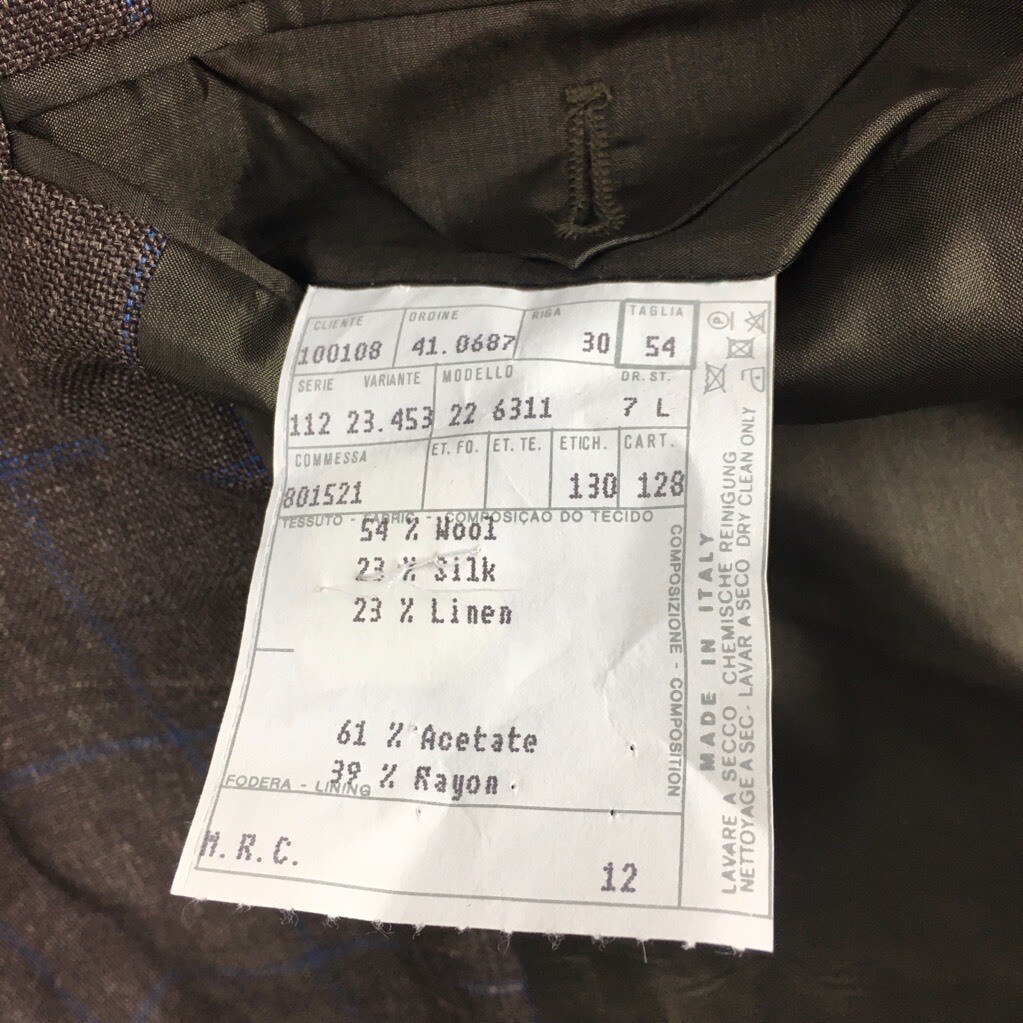 CLIENTE ORDINE RIGA TAGLIA
100108 41.0687 30 54
SERIE VARIANTE MODELLO DR. ST.
112 23.453 22 6311 7 L
COMMESSA ET. FO. ET. TE. ETICH. CART.
801521 130 128
TESSUTO - FABRIC - COMPOSIÇAO DO TECIDO
54 % Wool
23 % Silk
23 % Linen
61 % Acetate
39 % Rayon
FODERA - LINING
M.R.C.
12
COMPOSIZIONE - COMPOSITION
MADE IN ITALY
LAVARE A SECCO CHEMISCHE REINIGUNG
NETTOYAGE A SEC - LAVAR A SECO DRY CLEAN ONLY
P